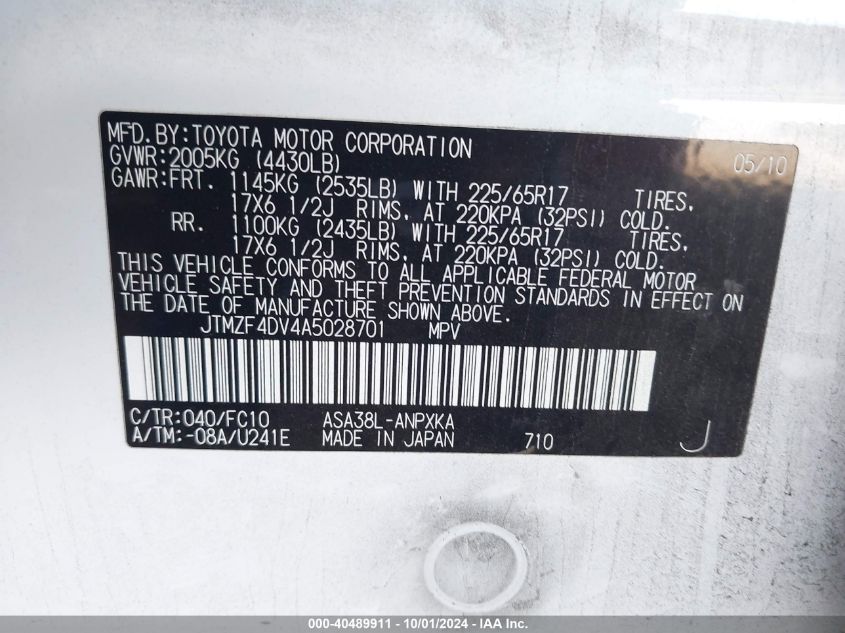 MFD.BY:TOYOTA MOTOR CORPORATION 05/10
GVWR:2005KG (4430LB)
GAWR:FRT. 1145KG (2535LB) WITH 225/65R17 TIRES,
17X6 1/2J RIMS, AT 220KPA (32PSI) COLD.
RR. 1100KG (2435LB) WITH 225/65R17 TIRES,
17X6 1/2J RIMS, AT 220KPA (32PSI) COLD.
THIS VEHICLE CONFORMS TO ALL APPLICABLE FEDERAL MOTOR
VEHICLE SAFETY AND THEFT PREVENTION STANDARDS IN EFFECT ON
THE DATE OF MANUFACTURE SHOWN ABOVE.
JTMZF4DV4A5028701 MPV
C/TR:040/FC10 ASA38L-ANPXKA
A/TM:-08A/U241E MADE IN JAPAN 710 J
000-40489911 - 10/01/2024 - IAA Inc.